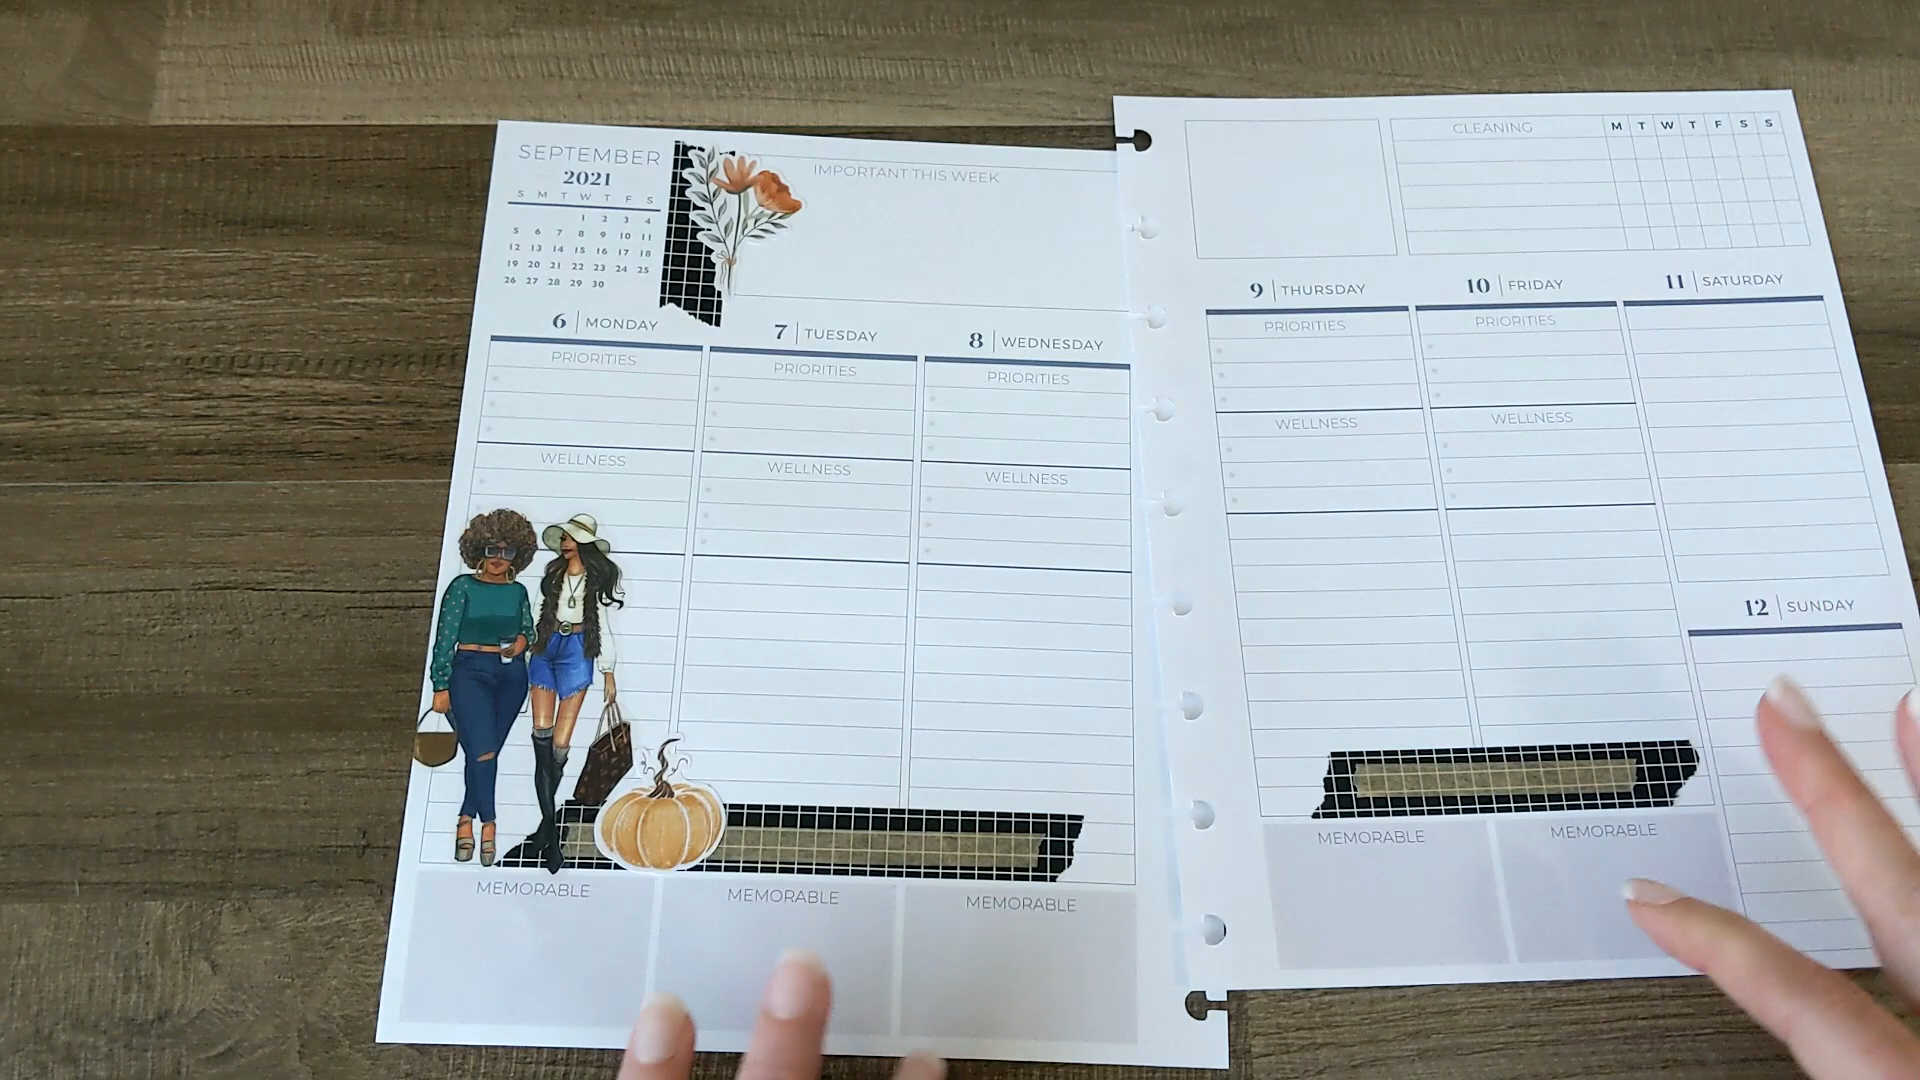 SEPTEMBER
2021
S M T W T F S
1 2 3 4
5 6 7 8 9 10 11
12 13 14 15 16 17 18
19 20 21 22 23 24 25
26 27 28 29 30
IMPORTANT THIS WEEK
6 | MONDAY
7 | TUESDAY
8 | WEDNESDAY
PRIORITIES
PRIORITIES
PRIORITIES
WELLNESS
WELLNESS
WELLNESS
MEMORABLE
MEMORABLE
MEMORABLE
CLEANING M T W T F S S
9 | THURSDAY
10 | FRIDAY
11 | SATURDAY
PRIORITIES
PRIORITIES
WELLNESS
WELLNESS
12 | SUNDAY
MEMORABLE
MEMORABLE